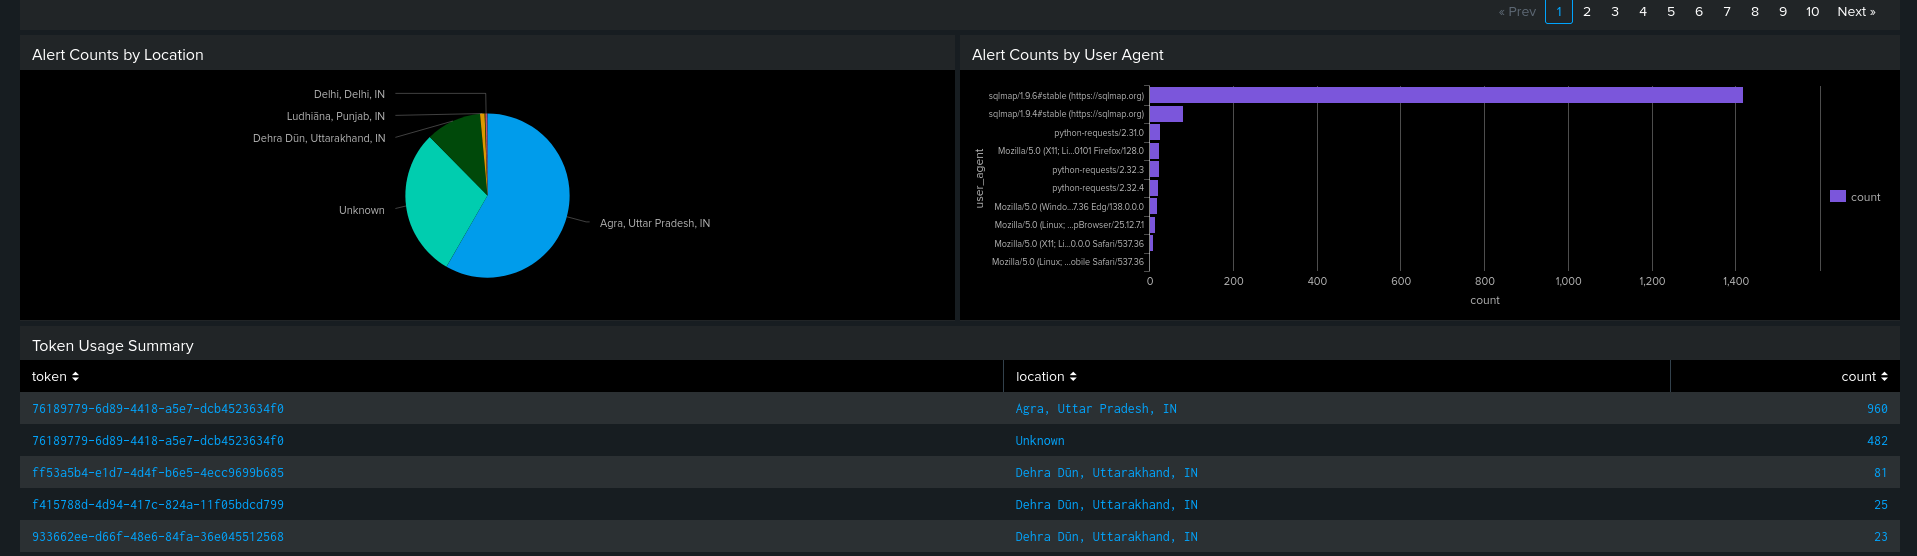 « Prev 1 2 3 4 5 6 7 8 9 10 Next »
Alert Counts by Location
Delhi, Delhi, IN
Ludhiāna, Punjab, IN
Dehra Dūn, Uttarakhand, IN
Unknown
Agra, Uttar Pradesh, IN
Alert Counts by User Agent
user_agent
sqlmap/1.9.6#stable (https://sqlmap.org)
sqlmap/1.9.4#stable (https://sqlmap.org)
python-requests/2.31.0
Mozilla/5.0 (X11; Li...0101 Firefox/128.0
python-requests/2.32.3
python-requests/2.32.4
Mozilla/5.0 (Windo...7.36 Edg/138.0.0.0
Mozilla/5.0 (Linux; ...pBrowser/25.12.7.1
Mozilla/5.0 (X11; Li...0.0.0 Safari/537.36
Mozilla/5.0 (Linux; ...obile Safari/537.36
0 200 400 600 800 1,000 1,200 1,400
count
count
Token Usage Summary
token location count
76189779-6d89-4418-a5e7-dcb4523634f0 Agra, Uttar Pradesh, IN 960
76189779-6d89-4418-a5e7-dcb4523634f0 Unknown 482
ff53a5b4-e1d7-4d4f-b6e5-4ecc9699b685 Dehra Dūn, Uttarakhand, IN 81
f415788d-4d94-417c-824a-11f05bdcd799 Dehra Dūn, Uttarakhand, IN 25
933662ee-d66f-48e6-84fa-36e045512568 Dehra Dūn, Uttarakhand, IN 23